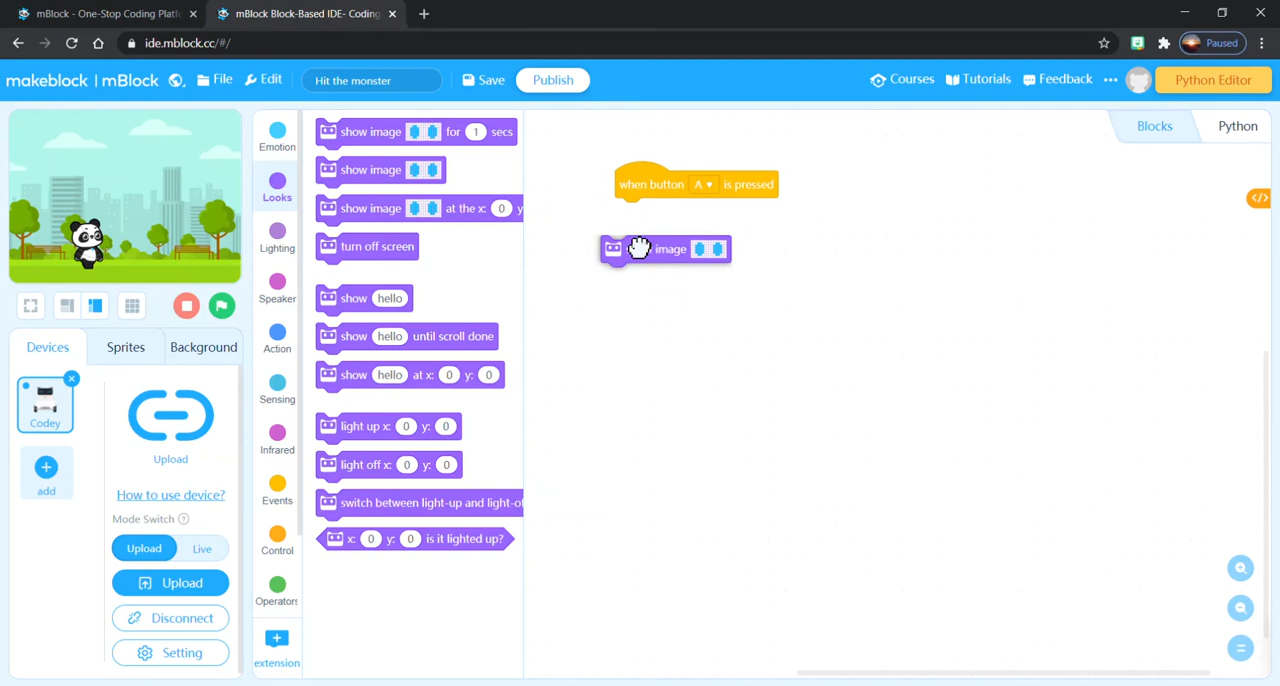 mBlock - One-Stop Coding Platf
mBlock Block-Based IDE- Coding
ide.mblock.cc/#/
Paused
makeblock | mBlock
File
Edit
Hit the monster
Save
Publish
Courses
Tutorials
Feedback
Python Editor
Blocks
Python
Emotion
Looks
Lighting
Speaker
Action
Sensing
Infrared
Events
Control
Operators
extension
show image for 1 secs
show image
show image at the x: 0 y
turn off screen
show hello
show hello until scroll done
show hello at x: 0 y: 0
light up x: 0 y: 0
light off x: 0 y: 0
switch between light-up and light-of
x: 0 y: 0 is it lighted up?
when button A is pressed
image
Devices
Sprites
Background
Codey
add
Upload
How to use device?
Mode Switch ?
Upload
Live
Upload
Disconnect
Setting